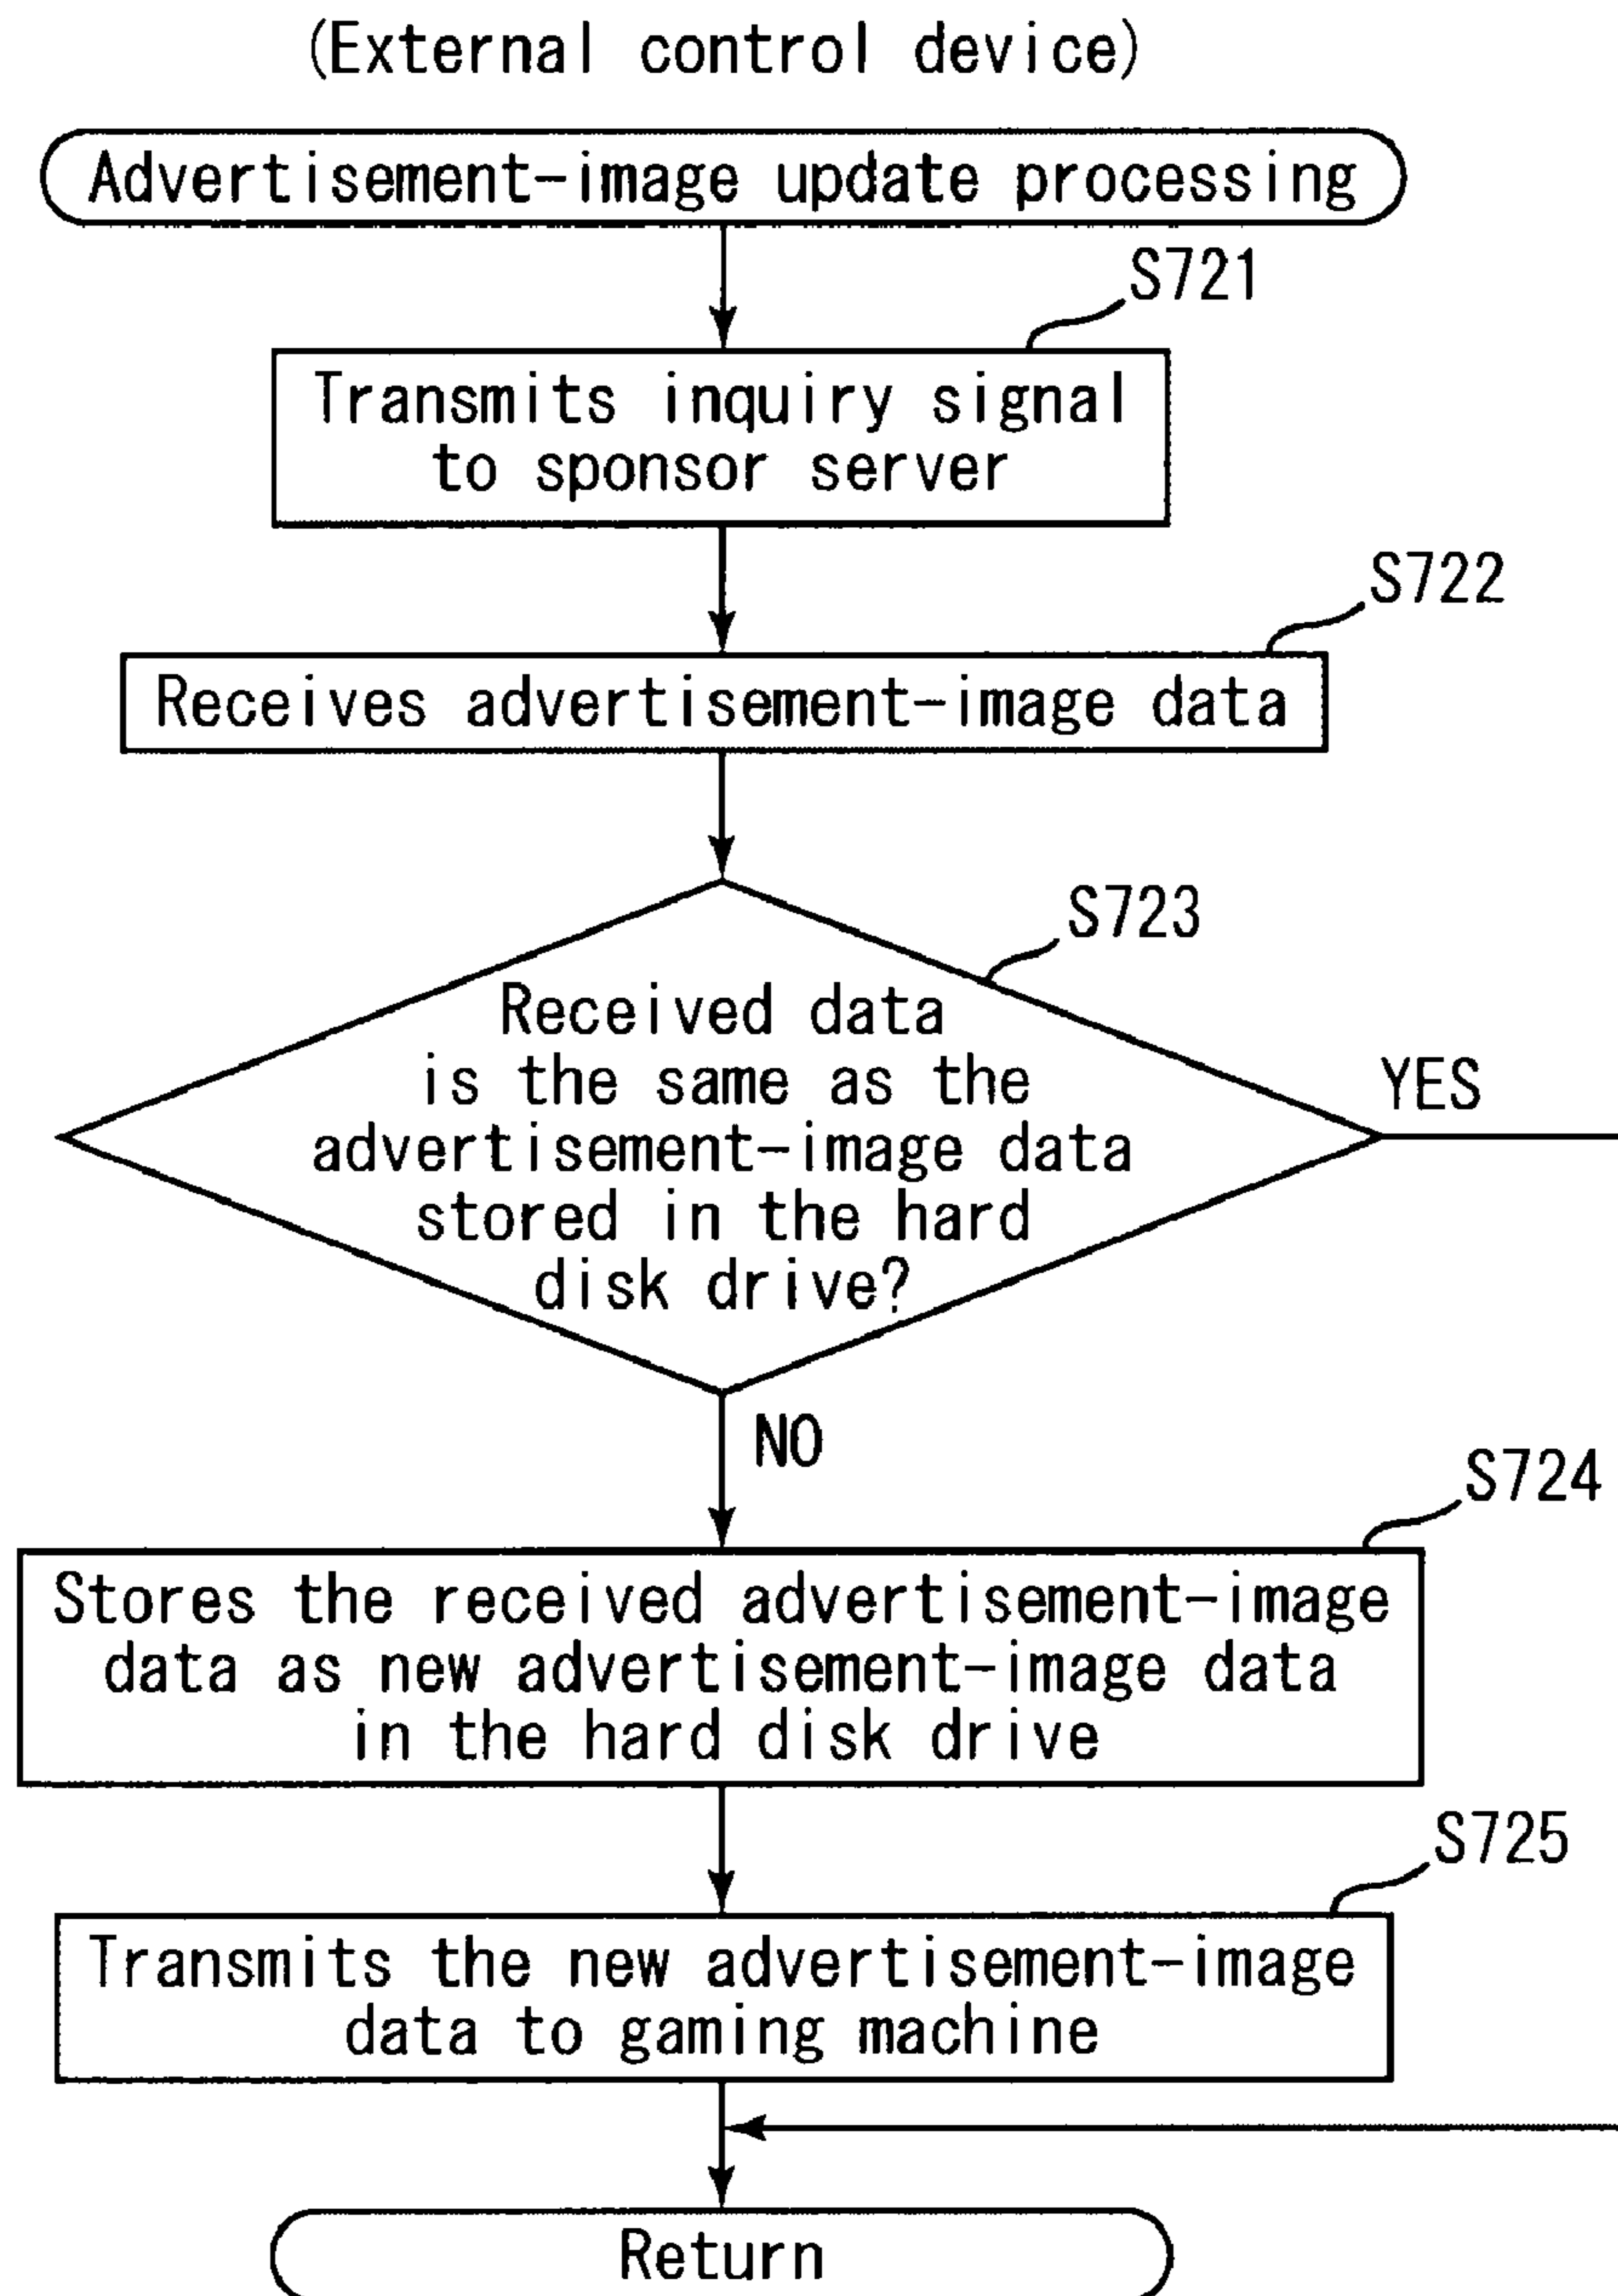 (External control device)
Advertisement-image update processing
S721
Transmits inquiry signal
to sponsor server
S722
Receives advertisement-image data
S723
Received data
is the same as the
advertisement-image data
stored in the hard
disk drive?
YES
NO
S724
Stores the received advertisement-image
data as new advertisement-image data
in the hard disk drive
S725
Transmits the new advertisement-image
data to gaming machine
Return